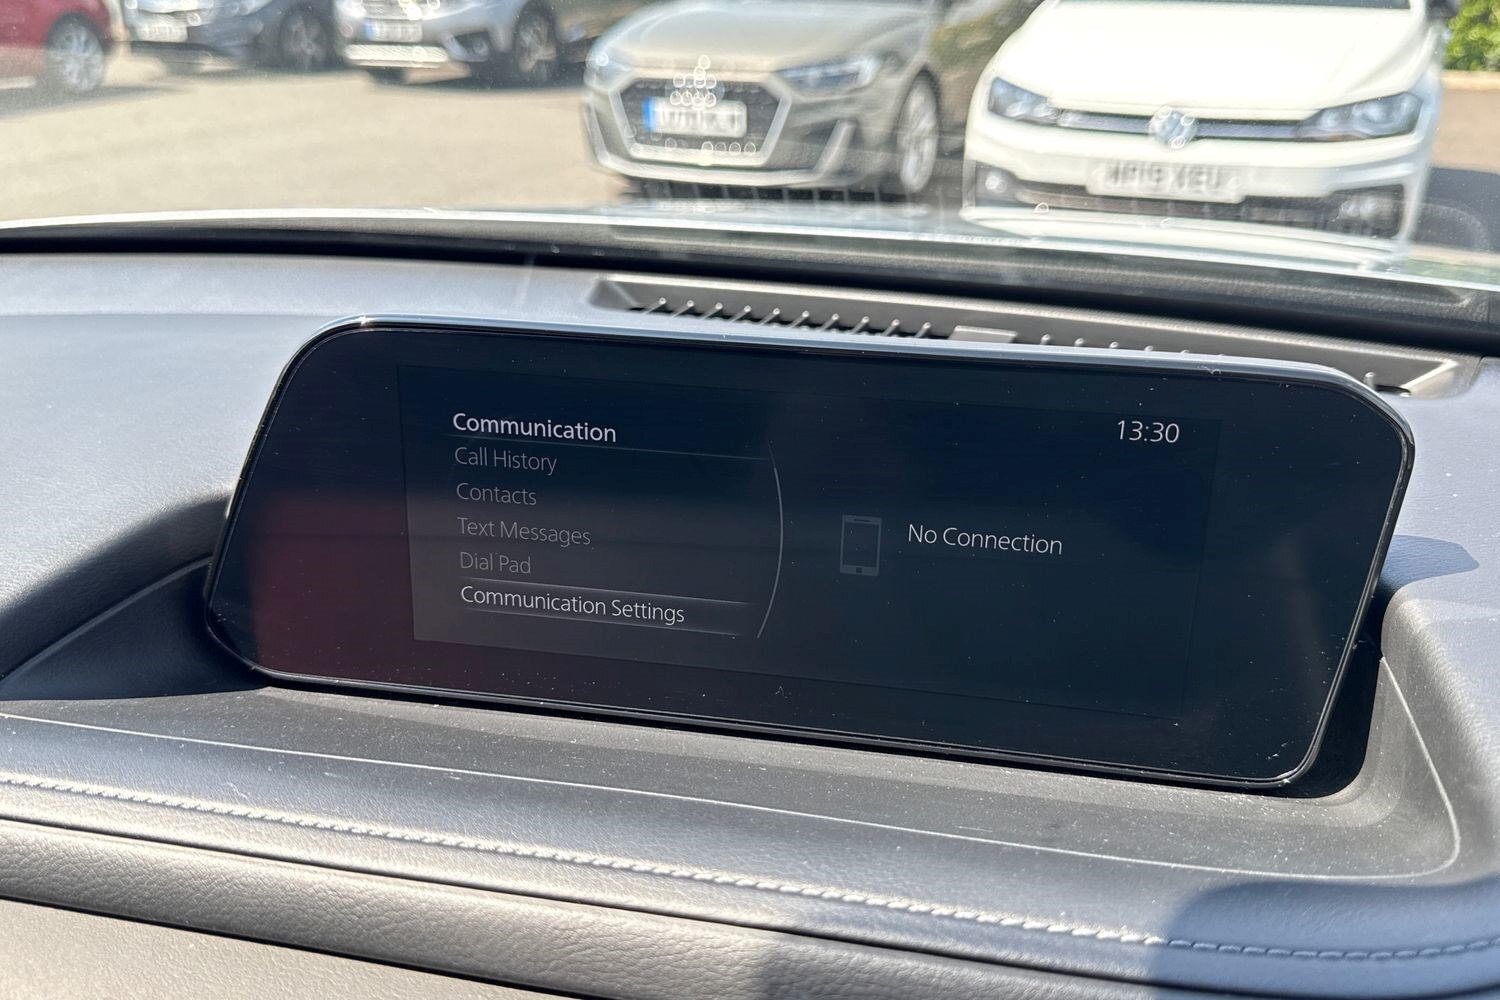 Communication
13:30
Call History
Contacts
Text Messages
Dial Pad
Communication Settings
No Connection